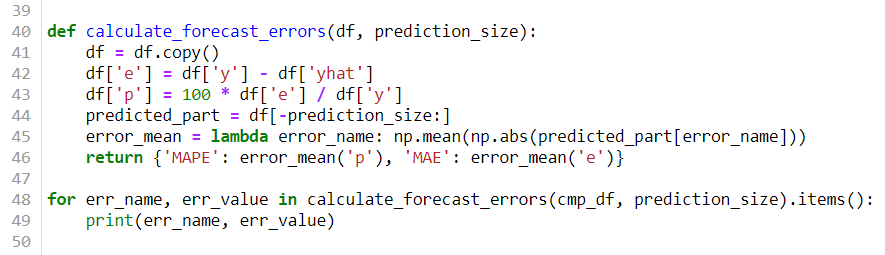 39
40 def calculate_forecast_errors(df, prediction_size):
41     df = df.copy()
42     df['e'] = df['y'] - df['yhat']
43     df['p'] = 100 * df['e'] / df['y']
44     predicted_part = df[-prediction_size:]
45     error_mean = lambda error_name: np.mean(np.abs(predicted_part[error_name]))
46     return {'MAPE': error_mean('p'), 'MAE': error_mean('e')}
47
48 for err_name, err_value in calculate_forecast_errors(cmp_df, prediction_size).items():
49     print(err_name, err_value)
50